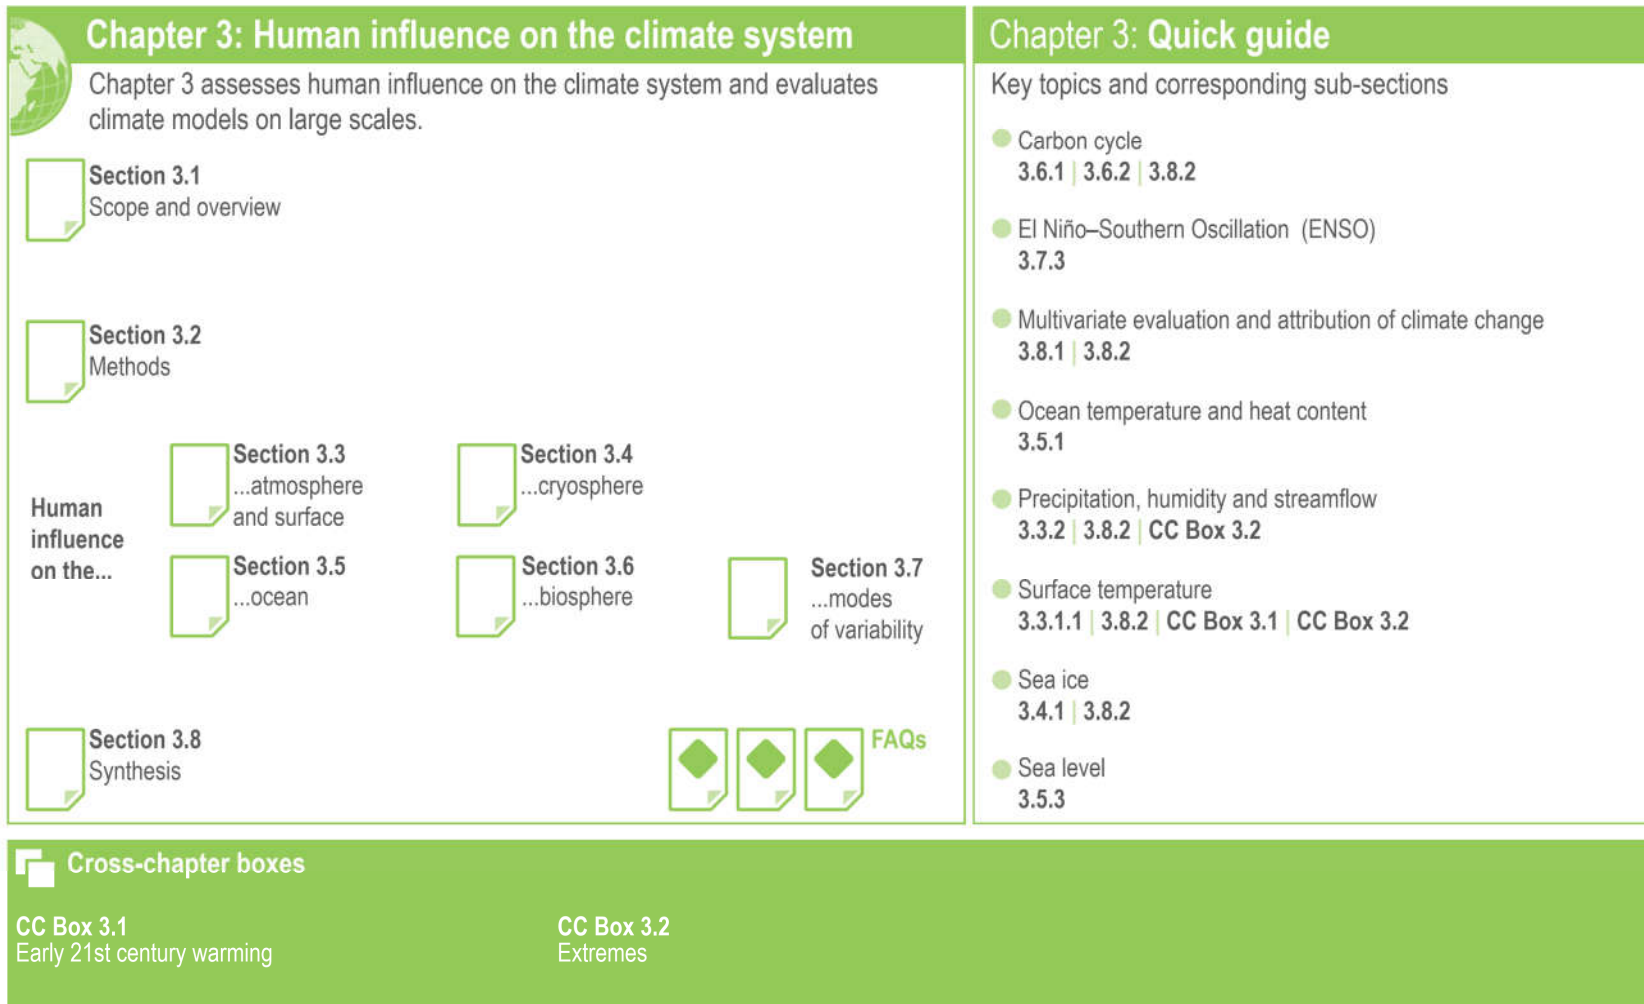 Chapter 3: Human influence on the climate system
Chapter 3 assesses human influence on the climate system and evaluates
climate models on large scales.
Section 3.1
Scope and overview
Section 3.2
Methods
Human
influence
on the...
Section 3.3
...atmosphere
and surface
Section 3.4
...cryosphere
Section 3.5
...ocean
Section 3.6
...biosphere
Section 3.7
...modes
of variability
Section 3.8
Synthesis
FAQs
Chapter 3: Quick guide
Key topics and corresponding sub-sections
Carbon cycle
3.6.1 | 3.6.2 | 3.8.2
El Niño–Southern Oscillation (ENSO)
3.7.3
Multivariate evaluation and attribution of climate change
3.8.1 | 3.8.2
Ocean temperature and heat content
3.5.1
Precipitation, humidity and streamflow
3.3.2 | 3.8.2 | CC Box 3.2
Surface temperature
3.3.1.1 | 3.8.2 | CC Box 3.1 | CC Box 3.2
Sea ice
3.4.1 | 3.8.2
Sea level
3.5.3
Cross-chapter boxes
CC Box 3.1
Early 21st century warming
CC Box 3.2
Extremes